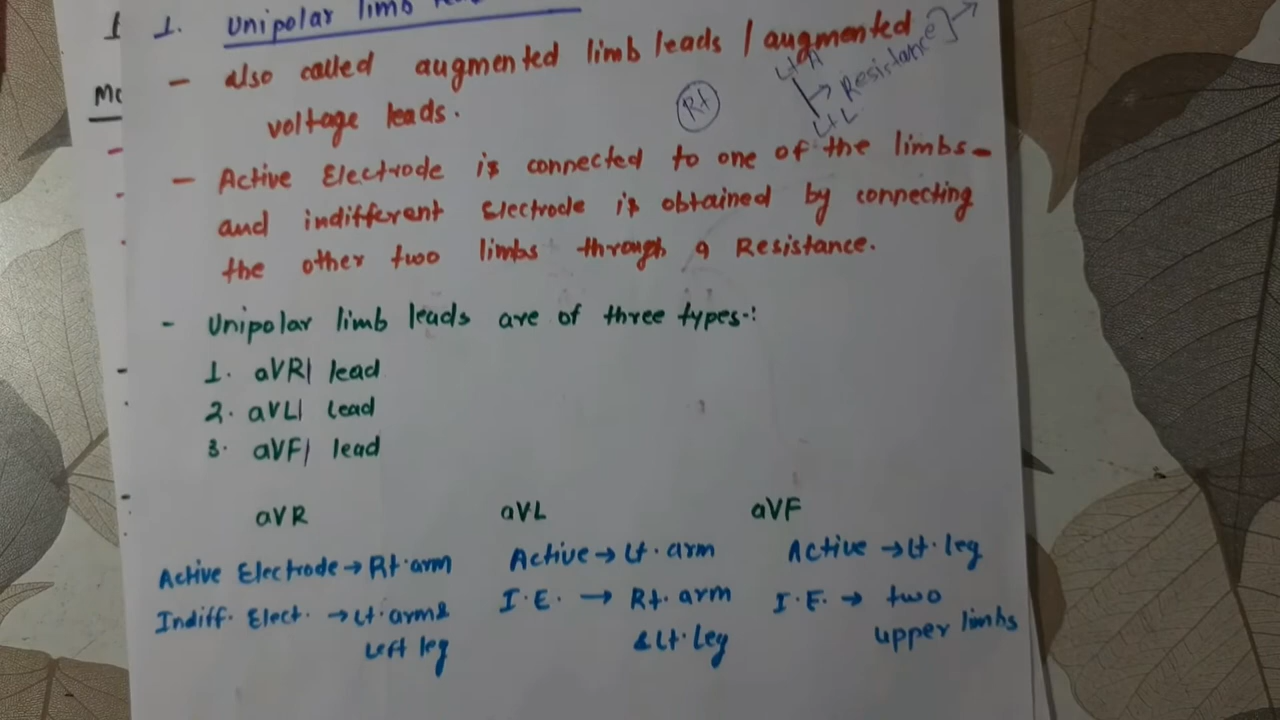 1. Unipolar limb
- also called augmented limb leads / augmented
voltage leads.
Rt
Lt A
→ Resistance
Lt L
- Active Electrode is connected to one of the limbs-
and indifferent Electrode is obtained by connecting
the other two limbs through a Resistance.
- Unipolar limb leads are of three types-:
1. aVR| lead
2. aVL| lead
3. aVF| lead
aVR
Active Electrode → Rt. arm
Indiff. Elect. → Lt. arm &
Left leg
aVL
Active → Lt. arm
I.E. → Rt. arm
& Lt. Leg
aVF
Active → Lt. leg
I.E. → two
upper limbs